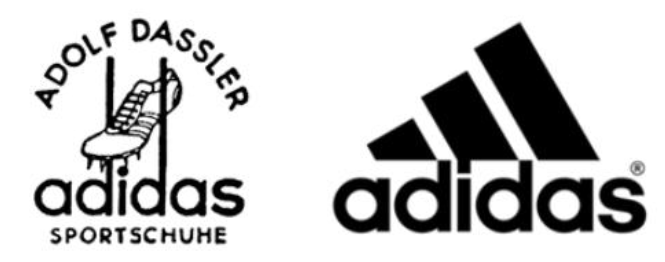 ADOLF DASSLER
adidas
SPORTSCHUHE
adidas®